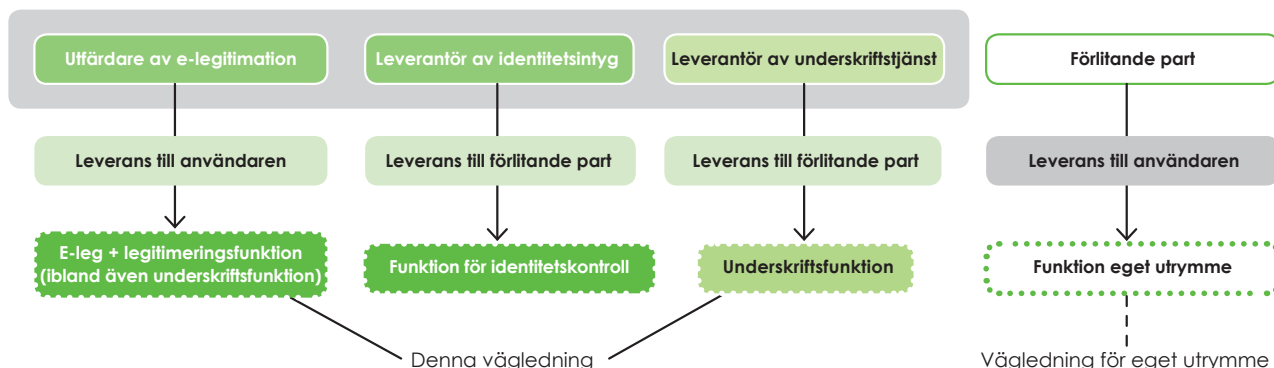 Utfärdare av e-legitimation
Leverantör av identitetsintyg
Leverantör av underskriftstjänst
Förlitande part
Leverans till användaren
Leverans till förlitande part
Leverans till förlitande part
Leverans till användaren
E-leg + legitimeringsfunktion
(ibland även underskriftsfunktion)
Funktion för identitetskontroll
Underskriftsfunktion
Funktion eget utrymme
Denna vägledning
Vägledning för eget utrymme